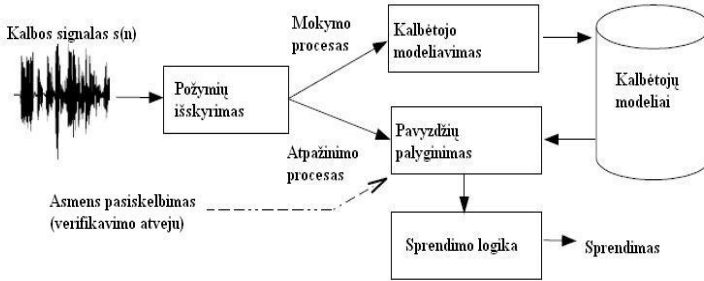 Kalbos signalas s(n)
Požymių
išskyrimas
Mokymo
procesas
Kalbėtojo
modeliavimas
Kalbėtojų
modeliai
Atpažinimo
procesas
Pavyzdžių
palyginimas
Asmens pasiskelbimas
(verifikavimo atveju)
Sprendimo logika
Sprendimas